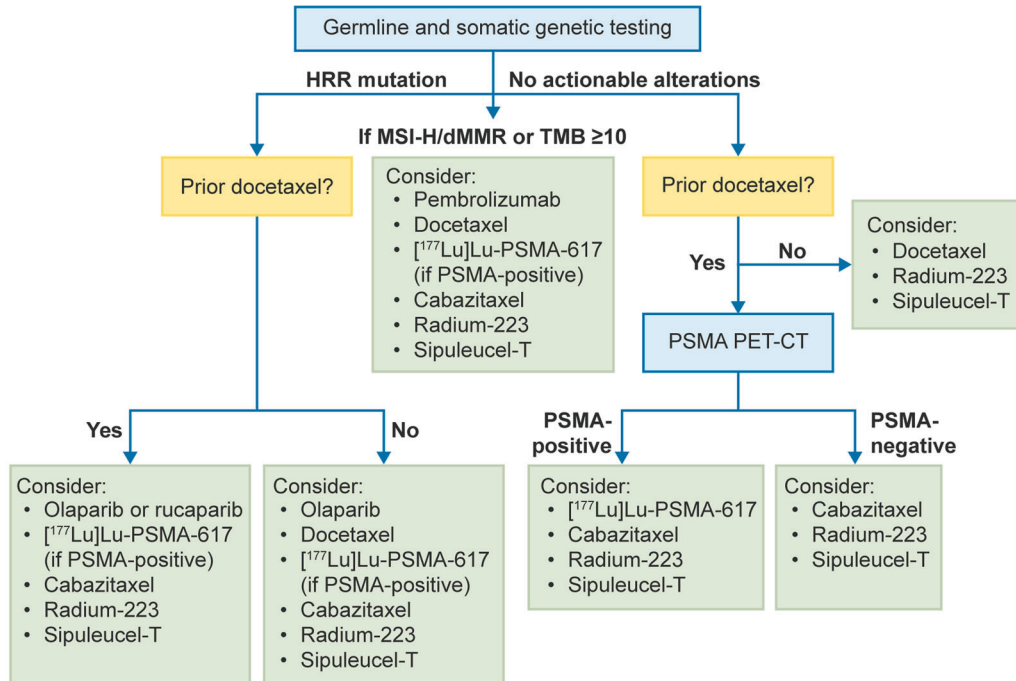 Germline and somatic genetic testing
HRR mutation
No actionable alterations
If MSI-H/dMMR or TMB ≥10
Prior docetaxel?
Consider:
• Pembrolizumab
• Docetaxel
• [¹⁷⁷Lu]Lu-PSMA-617
(if PSMA-positive)
• Cabazitaxel
• Radium-223
• Sipuleucel-T
Prior docetaxel?
Yes
No
Consider:
• Docetaxel
• Radium-223
• Sipuleucel-T
PSMA PET-CT
Yes
No
PSMA-
positive
PSMA-
negative
Consider:
• Olaparib or rucaparib
• [¹⁷⁷Lu]Lu-PSMA-617
(if PSMA-positive)
• Cabazitaxel
• Radium-223
• Sipuleucel-T
Consider:
• Olaparib
• Docetaxel
• [¹⁷⁷Lu]Lu-PSMA-617
(if PSMA-positive)
• Cabazitaxel
• Radium-223
• Sipuleucel-T
Consider:
• [¹⁷⁷Lu]Lu-PSMA-617
• Cabazitaxel
• Radium-223
• Sipuleucel-T
Consider:
• Cabazitaxel
• Radium-223
• Sipuleucel-T